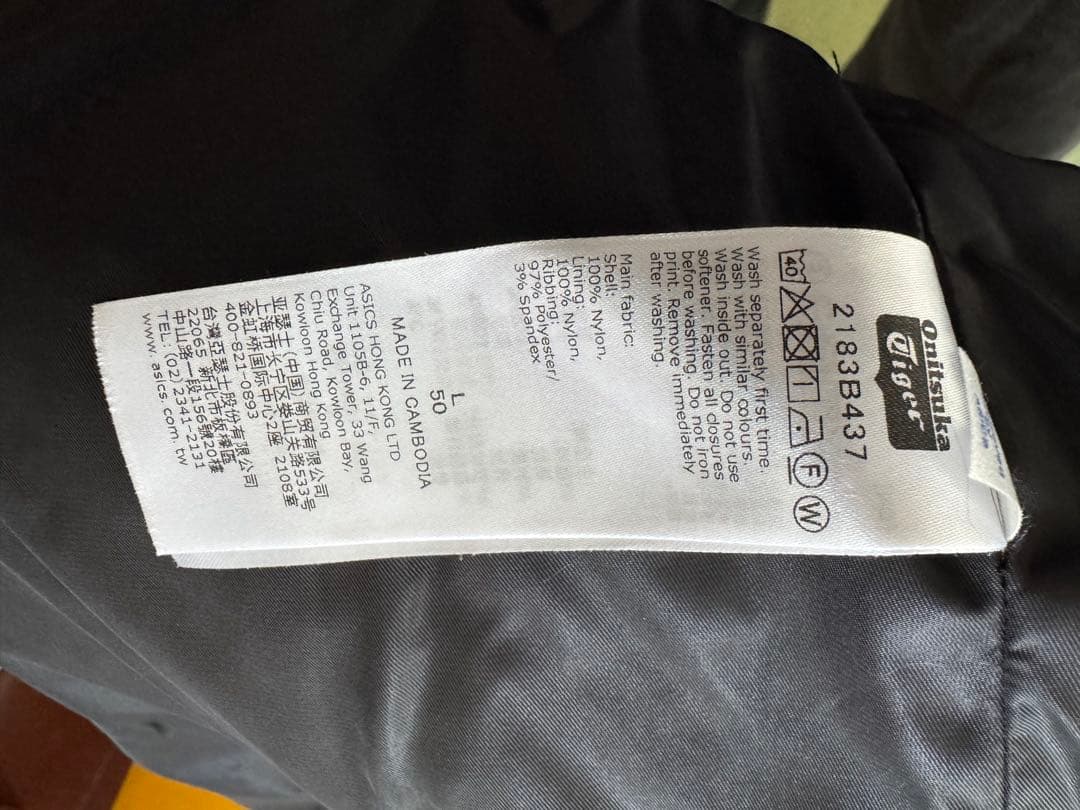 Onitsuka
Tiger
2183B437
40
F
W
Wash separately first time.
Wash with similar colours.
Wash inside out. Do not use
softener. Fasten all closures
before washing. Do not iron
print. Remove immediately
after washing.
Main fabric:
Shell:
100% Nylon,
Lining:
100% Nylon,
Ribbing:
97% Polyester/
3% Spandex
L
50
MADE IN CAMBODIA
ASICS HONG KONG LTD
Unit 1105B-6, 11/F,
Exchange Tower, 33 Wang
Chiu Road, Kowloon Bay,
Kowloon Hong Kong
亚瑟士(中国)商贸有限公司
上海市长宁区娄山关路533号
金虹桥国际中心2座 2108室
400-821-0893
台灣亞瑟士股份有限公司
22065 新北市板橋區
中山路一段156號20樓
TEL: (02) 2341-2131
www. asics. com. tw